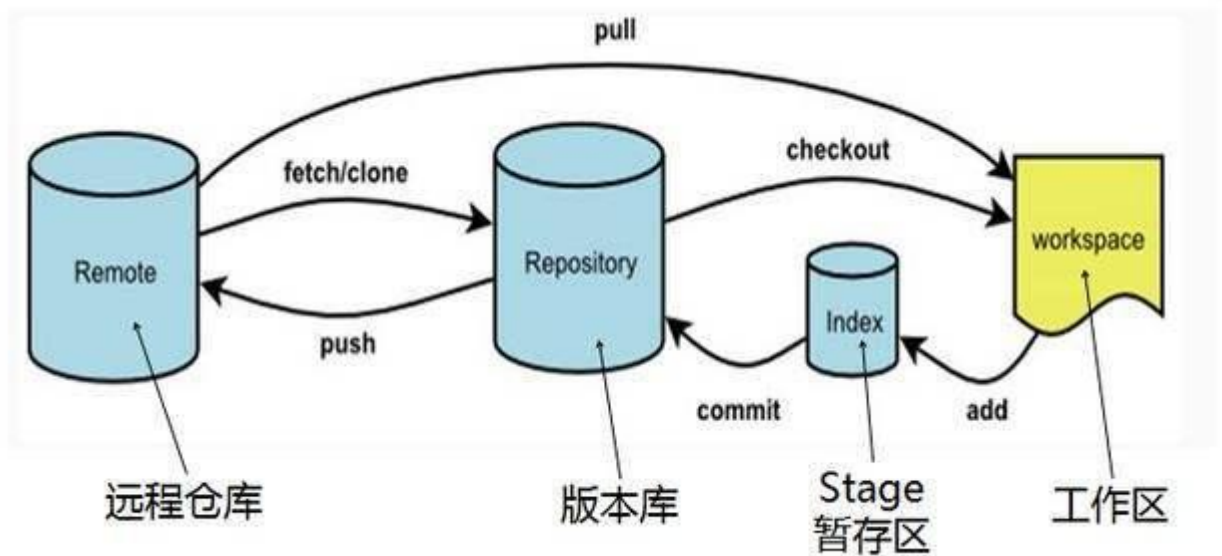 pull
fetch/clone
checkout
Remote
Repository
workspace
Index
push
commit
add
远程仓库
版本库
Stage
暂存区
工作区